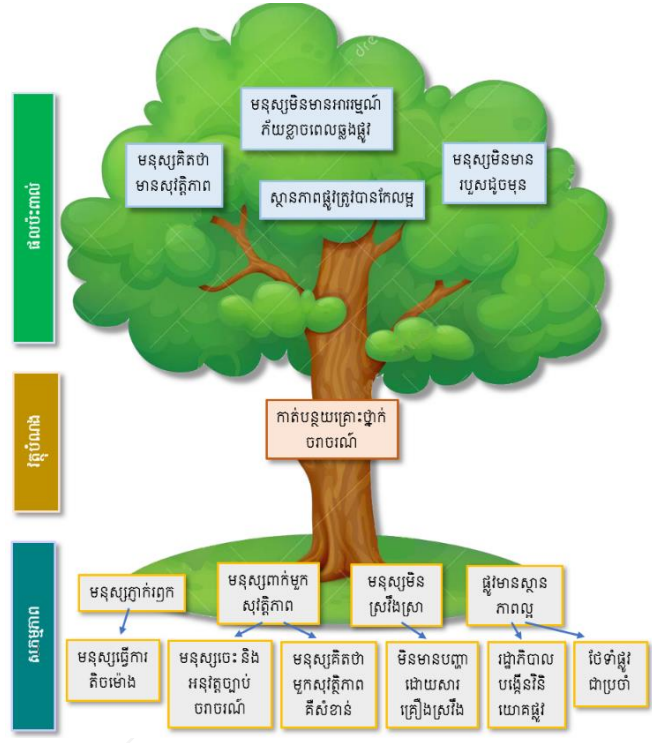 មនុស្សមិនមានអារម្មណ៍
ភ័យខ្លាចពេលឆ្លងផ្លូវ
មនុស្សគិតថា
មានសុវត្ថិភាព
មនុស្សមិនមាន
របួសដូចមុន
ស្ថានភាពផ្លូវត្រូវបានកែលម្អ
ផលប៉ះពាល់
កាត់បន្ថយគ្រោះថ្នាក់
ចរាចរណ៍
វត្ថុបំណង
សកម្មភាព
មនុស្សភ្ញាក់រឭក
មនុស្សពាក់មួក
សុវត្ថិភាព
មនុស្សមិន
ស្រវឹងស្រា
ផ្លូវមានស្ថាន
ភាពល្អ
មនុស្សធ្វើការ
តិចម៉ោង
មនុស្សចេះ និង
អនុវត្តច្បាប់
ចរាចរណ៍
មនុស្សគិតថា
មួកសុវត្ថិភាព
គឺសំខាន់
មិនមានបញ្ហា
ដោយសារ
គ្រឿងស្រវឹង
រដ្ឋាភិបាល
បង្កើនវិនិ
យោគផ្លូវ
ថែទាំផ្លូវ
ជាប្រចាំ